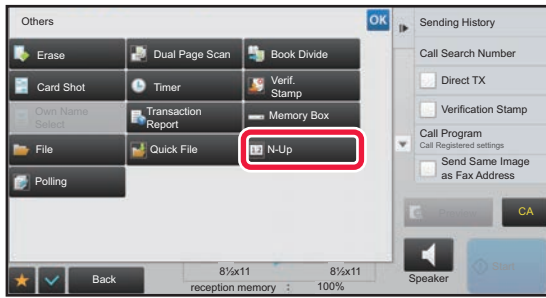 Others
OK
Erase
Dual Page Scan
Book Divide
Card Shot
Timer
Verif.
Stamp
Own Name
Select
Transaction
Report
Memory Box
File
Quick File
N-Up
Polling
Back
8½x11
8½x11
reception memory : 100%
Sending History
Call Search Number
Direct TX
Verification Stamp
Call Program
Call Registered settings
Send Same Image
as Fax Address
Preview
CA
Speaker
Start